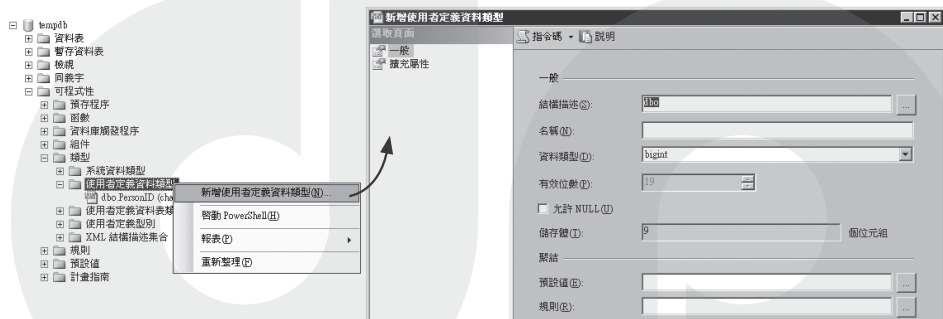 tempdb
資料表
暫存資料表
檢視
同義字
可程式性
預存程序
函數
資料庫觸發程序
組件
類型
系統資料類型
使用者定義資料類型
dbo.PersonID (cha
使用者定義資料表類
使用者定義型別
XML 結構描述集合
規則
預設值
計畫指南
新增使用者定義資料類型(N)...
啟動 PowerShell(H)
報表(P)
重新整理(F)
新增使用者定義資料類型
選取頁面
一般
擴充屬性
指令碼
說明
一般
結構描述(S):
dbo
...
名稱(N):
資料類型(D):
bigint
有效位數(P):
19
允許 NULL(U)
儲存體(T):
9
個位元組
繫結
預設值(E):
...
規則(R):
...